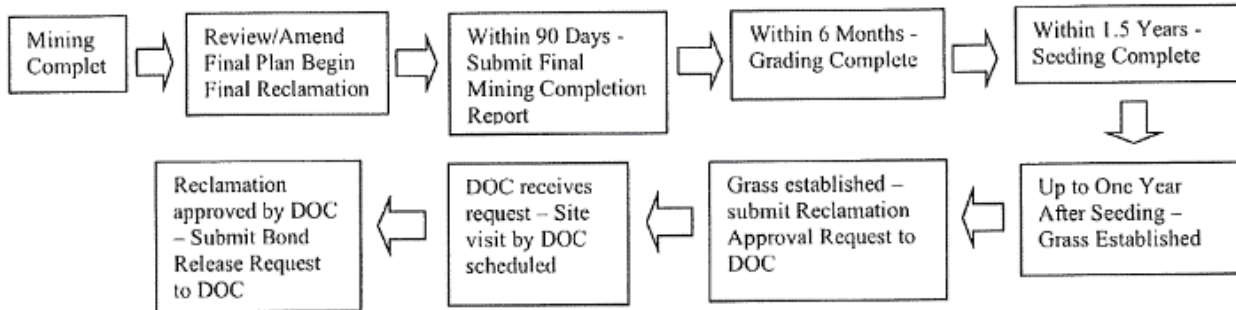 Mining
Complet
Review/Amend
Final Plan Begin
Final Reclamation
Within 90 Days -
Submit Final
Mining Completion
Report
Within 6 Months -
Grading Complete
Within 1.5 Years -
Seeding Complete
Up to One Year
After Seeding –
Grass Established
Grass established –
submit Reclamation
Approval Request to
DOC
DOC receives
request – Site
visit by DOC
scheduled
Reclamation
approved by DOC
– Submit Bond
Release Request
to DOC